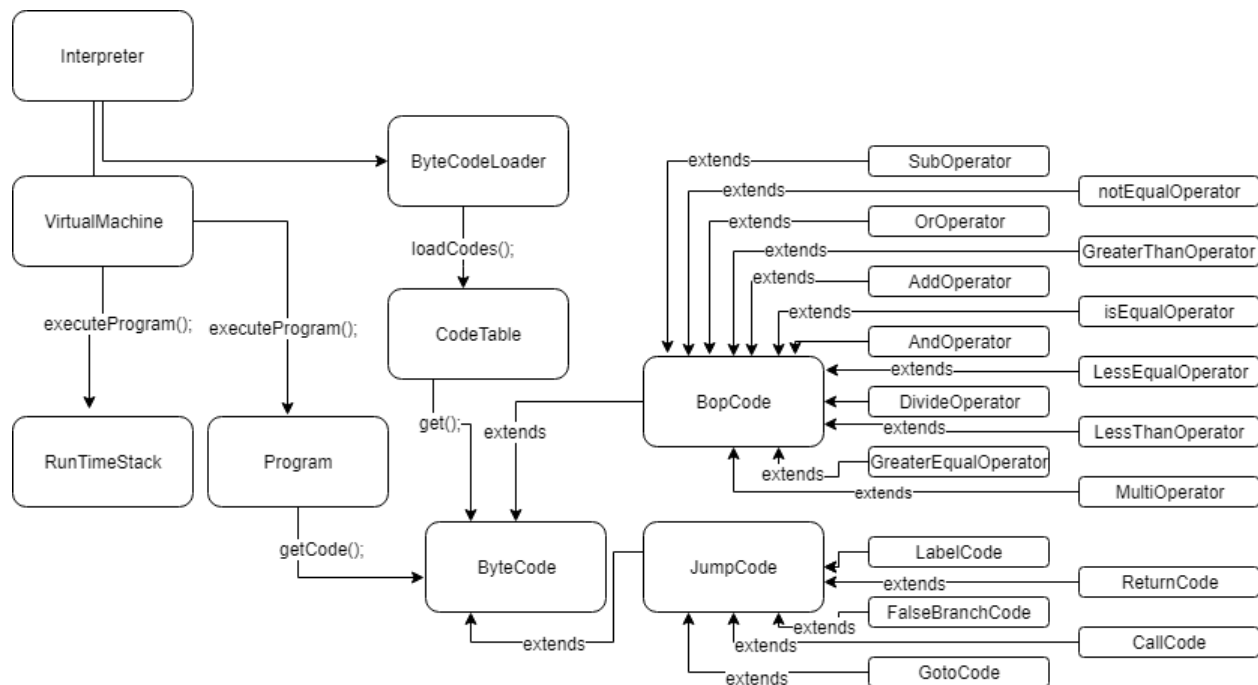 Interpreter
ByteCodeLoader
extends
SubOperator
extends
notEqualOperator
VirtualMachine
extends
OrOperator
loadCodes();
extends
GreaterThanOperator
extends
AddOperator
executeProgram();
executeProgram();
extends
isEqualOperator
CodeTable
AndOperator
extends
LessEqualOperator
BopCode
DivideOperator
get();
extends
extends
LessThanOperator
RunTimeStack
Program
GreaterEqualOperator
extends
extends
MultiOperator
getCode();
LabelCode
ByteCode
JumpCode
extends
ReturnCode
FalseBranchCode
extends
extends
extends
CallCode
extends
GotoCode